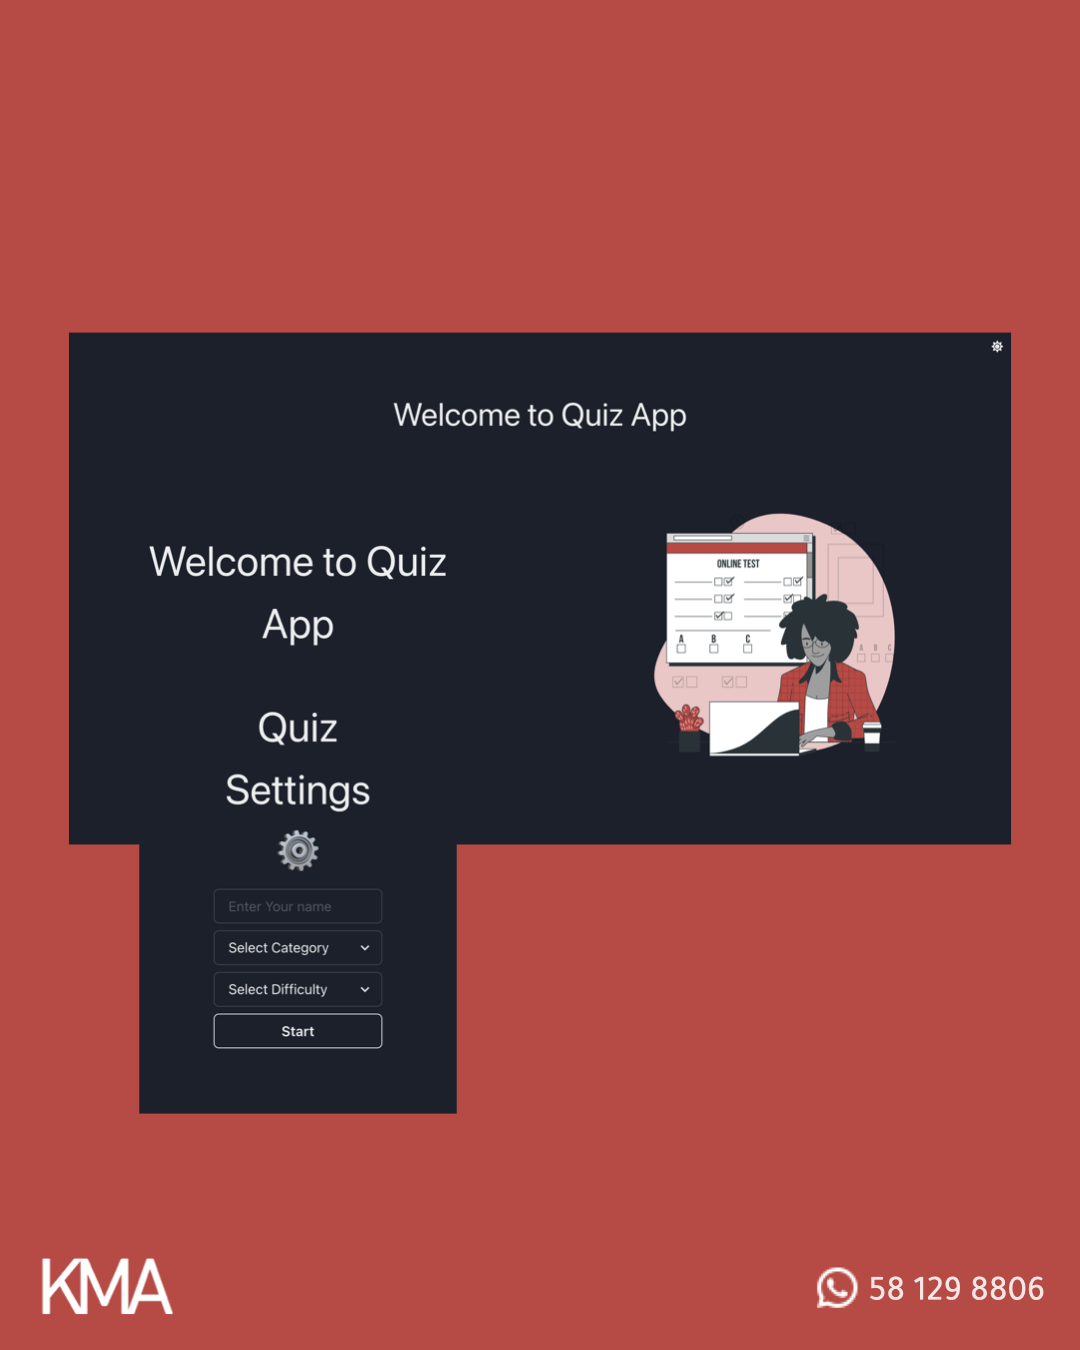 Welcome to Quiz App
Welcome to Quiz
App
Quiz
Settings
Enter Your name
Select Category
Select Difficulty
Start
ONLINE TEST
A B C
A B C
KMA
58 129 8806